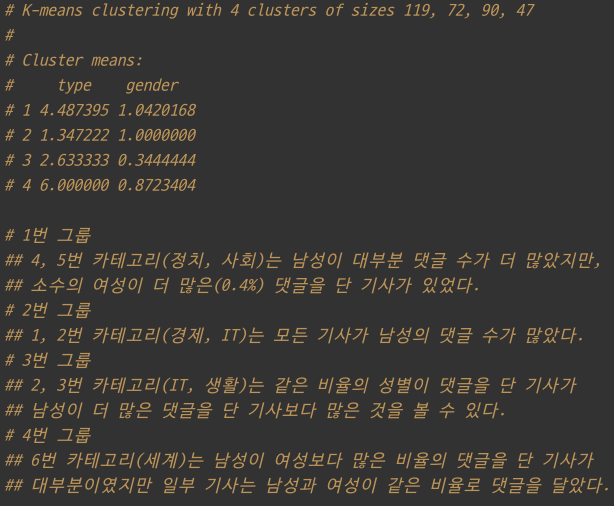 # K-means clustering with 4 clusters of sizes 119, 72, 90, 47
#
# Cluster means:
#     type    gender
# 1 4.487395 1.0420168
# 2 1.347222 1.0000000
# 3 2.633333 0.3444444
# 4 6.000000 0.8723404
# 1번 그룹
## 4, 5번 카테고리(정치, 사회)는 남성이 대부분 댓글 수가 더 많았지만,
## 소수의 여성이 더 많은(0.4%) 댓글을 단 기사가 있었다.
# 2번 그룹
## 1, 2번 카테고리(경제, IT)는 모든 기사가 남성의 댓글 수가 많았다.
# 3번 그룹
## 2, 3번 카테고리(IT, 생활)는 같은 비율의 성별이 댓글을 단 기사가
## 남성이 더 많은 댓글을 단 기사보다 많은 것을 볼 수 있다.
# 4번 그룹
## 6번 카테고리(세계)는 남성이 여성보다 많은 비율의 댓글을 단 기사가
## 대부분이였지만 일부 기사는 남성과 여성이 같은 비율로 댓글을 달았다.